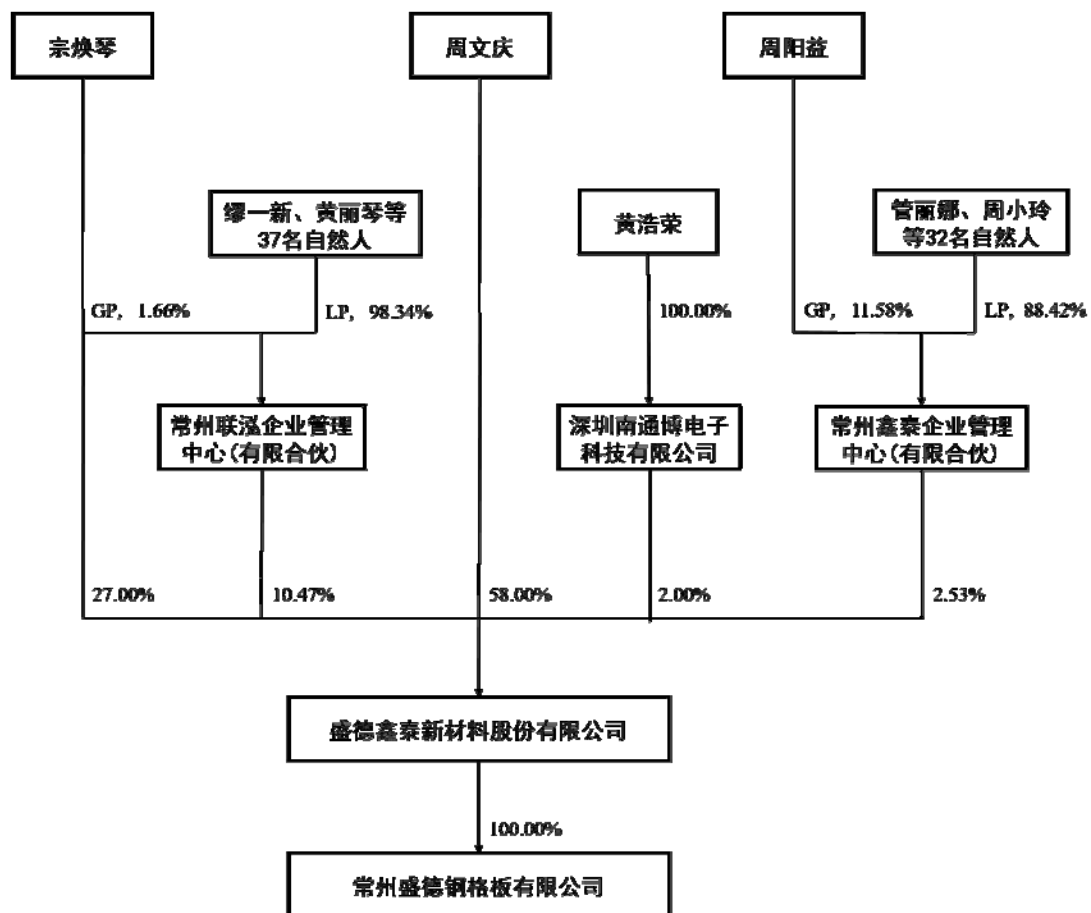 宗焕琴
周文庆
周阳益
缪一新、黄丽琴等
37名自然人
黄浩荣
管丽娜、周小玲
等32名自然人
GP, 1.66%
LP, 98.34%
100.00%
GP, 11.58%
LP, 88.42%
常州联泓企业管理
中心(有限合伙)
深圳南通博电子
科技有限公司
常州鑫泰企业管理
中心(有限合伙)
27.00%
10.47%
58.00%
2.00%
2.53%
盛德鑫泰新材料股份有限公司
100.00%
常州盛德钢格板有限公司